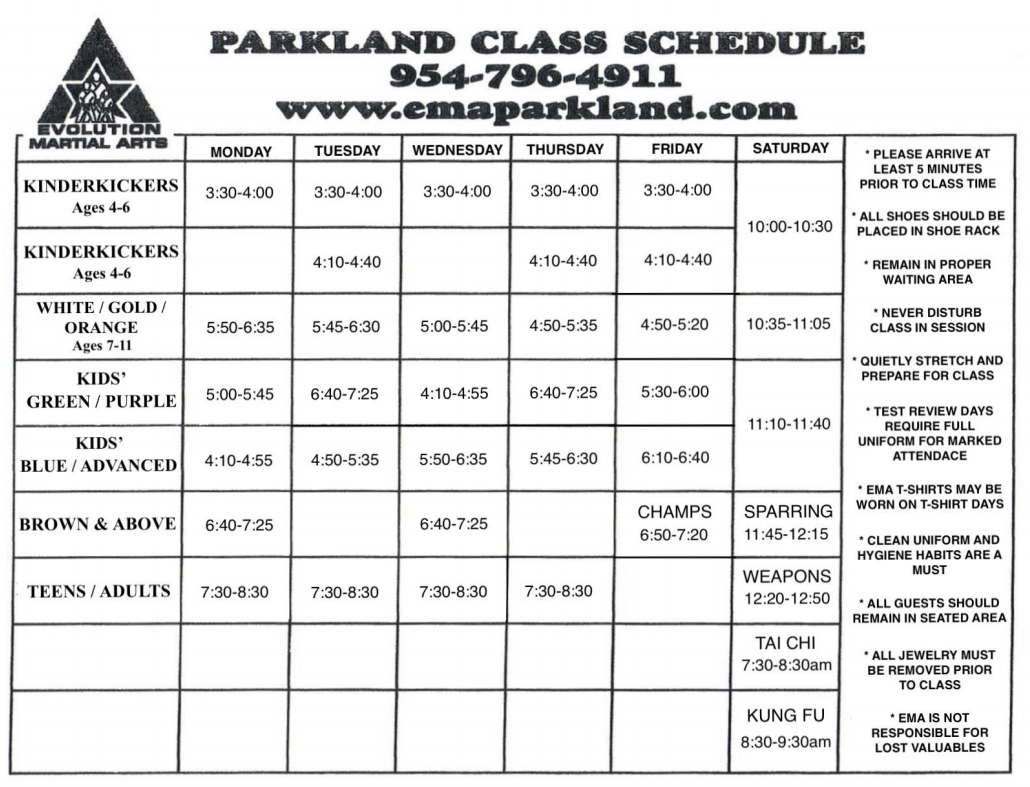 PARKLAND CLASS SCHEDULE
954-796-4911
www.emaparkland.com
EVOLUTION
MARTIAL ARTS
MONDAY TUESDAY WEDNESDAY THURSDAY FRIDAY SATURDAY
KINDERKICKERS
Ages 4-6
3:30-4:00 3:30-4:00 3:30-4:00 3:30-4:00 3:30-4:00
10:00-10:30
KINDERKICKERS
Ages 4-6
4:10-4:40 4:10-4:40 4:10-4:40
WHITE / GOLD /
ORANGE
Ages 7-11
5:50-6:35 5:45-6:30 5:00-5:45 4:50-5:35 4:50-5:20 10:35-11:05
KIDS'
GREEN / PURPLE
5:00-5:45 6:40-7:25 4:10-4:55 6:40-7:25 5:30-6:00
11:10-11:40
KIDS'
BLUE / ADVANCED
4:10-4:55 4:50-5:35 5:50-6:35 5:45-6:30 6:10-6:40
BROWN & ABOVE
6:40-7:25 6:40-7:25
CHAMPS
6:50-7:20
SPARRING
11:45-12:15
TEENS / ADULTS
7:30-8:30 7:30-8:30 7:30-8:30 7:30-8:30
WEAPONS
12:20-12:50
TAI CHI
7:30-8:30am
KUNG FU
8:30-9:30am
* PLEASE ARRIVE AT
LEAST 5 MINUTES
PRIOR TO CLASS TIME
* ALL SHOES SHOULD BE
PLACED IN SHOE RACK
* REMAIN IN PROPER
WAITING AREA
* NEVER DISTURB
CLASS IN SESSION
* QUIETLY STRETCH AND
PREPARE FOR CLASS
* TEST REVIEW DAYS
REQUIRE FULL
UNIFORM FOR MARKED
ATTENDACE
* EMA T-SHIRTS MAY BE
WORN ON T-SHIRT DAYS
* CLEAN UNIFORM AND
HYGIENE HABITS ARE A
MUST
* ALL GUESTS SHOULD
REMAIN IN SEATED AREA
* ALL JEWELRY MUST
BE REMOVED PRIOR
TO CLASS
* EMA IS NOT
RESPONSIBLE FOR
LOST VALUABLES